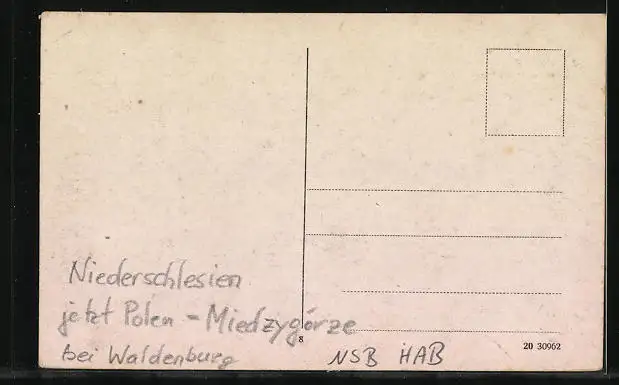 Niederschlesien
jetzt Polen - Miedzygórze
bei Waldenburg
8
NSB HAB
20 30962